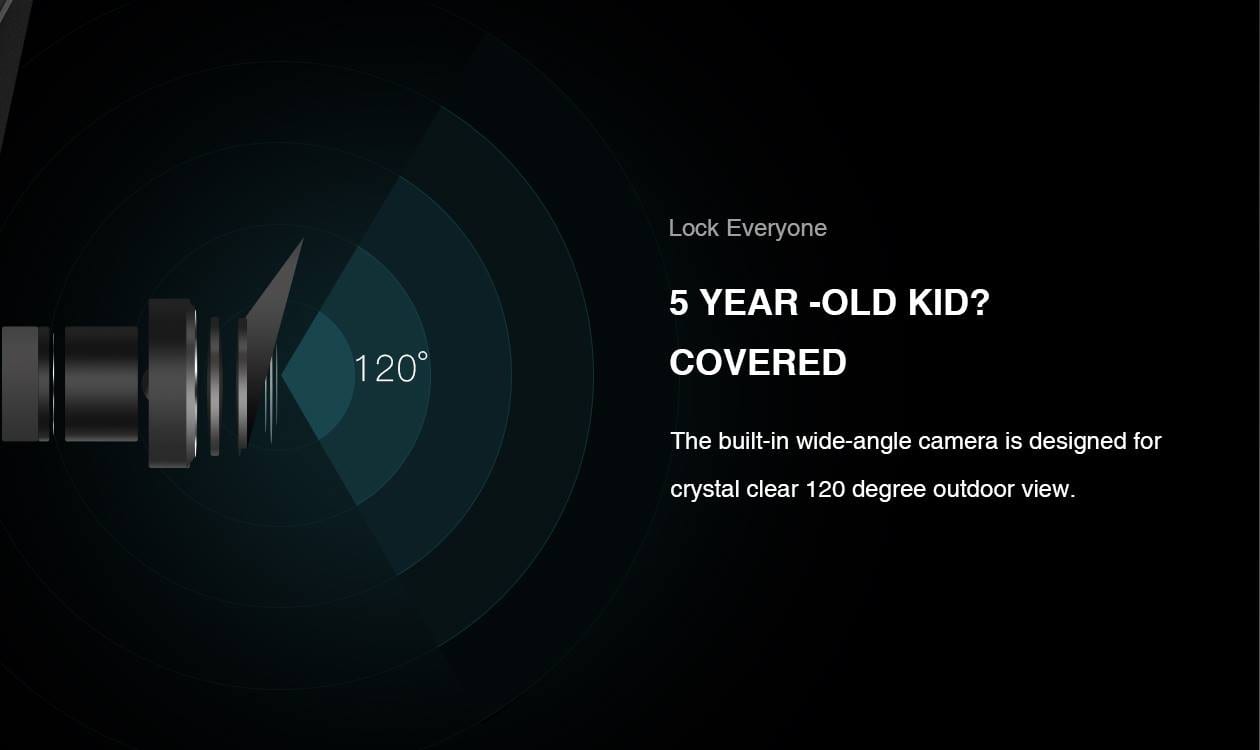 120°
Lock Everyone
5 YEAR -OLD KID?
COVERED
The built-in wide-angle camera is designed for
crystal clear 120 degree outdoor view.